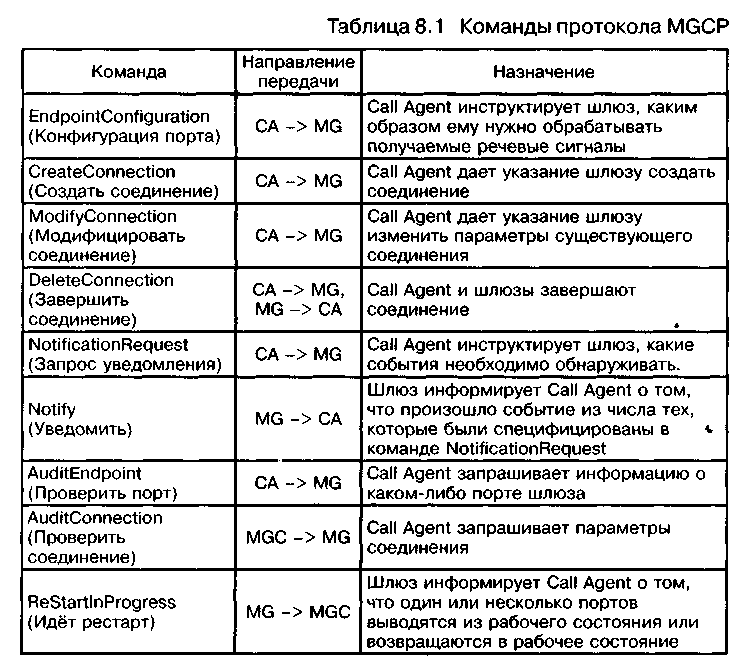 Таблица 8.1 Команды протокола MGCP
Команда
Направление
передачи
Назначение
EndpointConfiguration
(Конфигурация порта)
CA –> MG
Call Agent инструктирует шлюз, каким
образом ему нужно обрабатывать
получаемые речевые сигналы
CreateConnection
(Создать соединение)
CA –> MG
Call Agent дает указание шлюзу создать
соединение
ModifyConnection
(Модифицировать
соединение)
CA –> MG
Call Agent дает указание шлюзу
изменить параметры существующего
соединения
DeleteConnection
(Завершить
соединение)
CA –> MG,
MG –> CA
Call Agent и шлюзы завершают
соединение
NotificationRequest
(Запрос уведомления)
CA –> MG
Call Agent инструктирует шлюз, какие
события необходимо обнаруживать.
Notify
(Уведомить)
MG –> CA
Шлюз информирует Call Agent о том,
что произошло событие из числа тех,
которые были специфицированы в
команде NotificationRequest
AuditEndpoint
(Проверить порт)
CA –> MG
Call Agent запрашивает информацию о
каком-либо порте шлюза
AuditConnection
(Проверить
соединение)
MGC –> MG
Call Agent запрашивает параметры
соединения
ReStartInProgress
(Идёт рестарт)
MG –> MGC
Шлюз информирует Call Agent о том,
что один или несколько портов
выводятся из рабочего состояния или
возвращаются в рабочее состояние